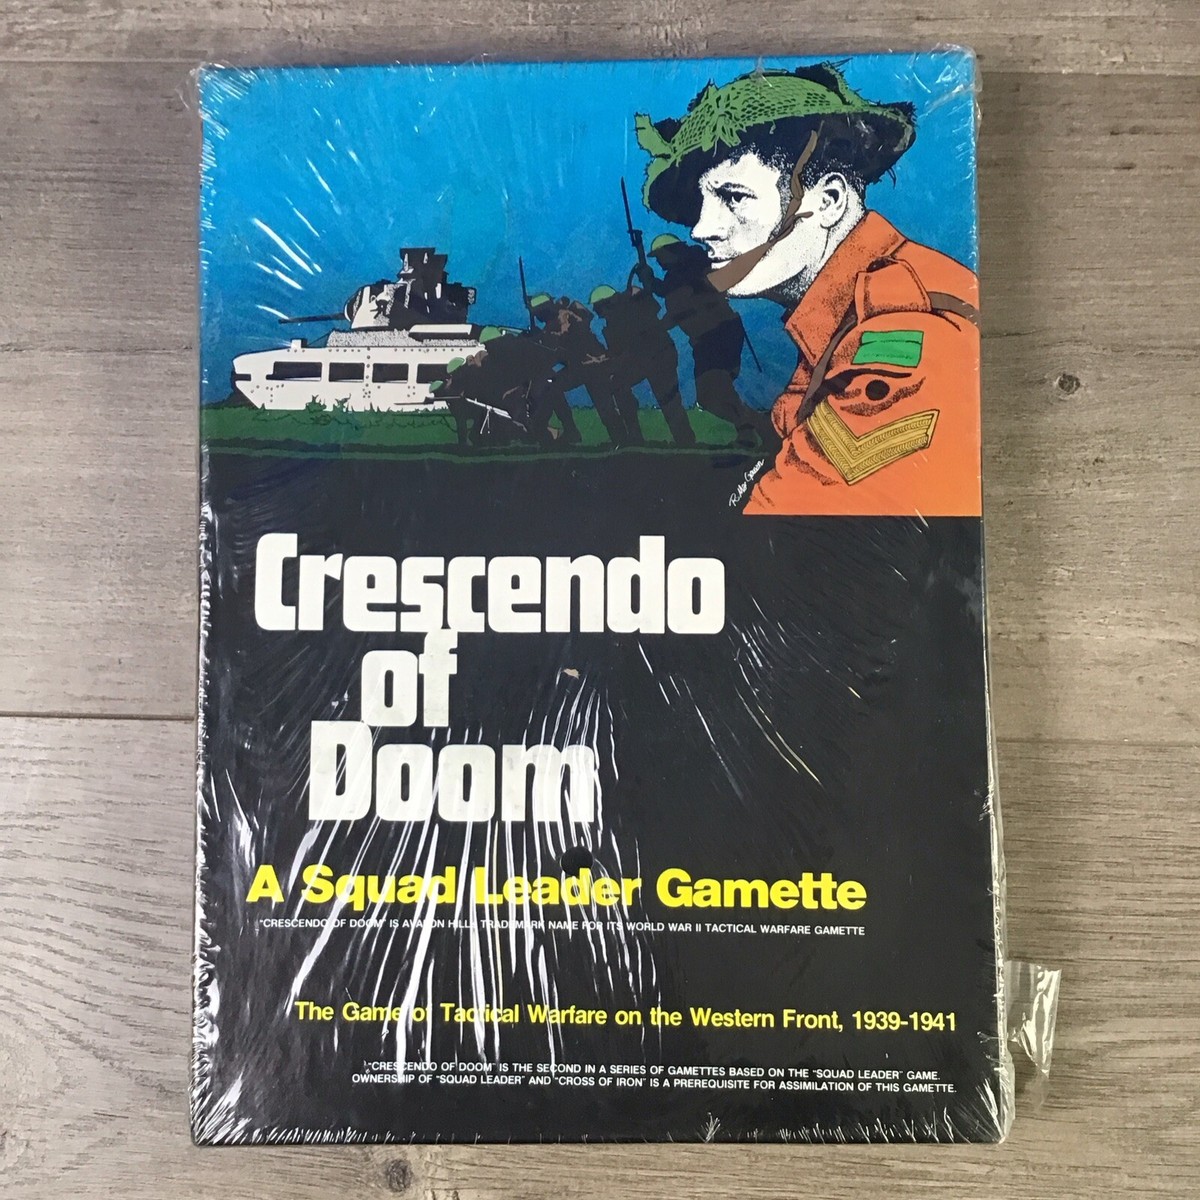 Crescendo
of
Doom
A Squad Leader Gamette
"CRESCENDO OF DOOM" IS AVALON HILL'S TRADEMARK NAME FOR ITS WORLD WAR II TACTICAL WARFARE GAMETTE
The Game of Tactical Warfare on the Western Front, 1939-1941
"CRESCENDO OF DOOM" IS THE SECOND IN A SERIES OF GAMETTES BASED ON THE "SQUAD LEADER" GAME.
OWNERSHIP OF "SQUAD LEADER" AND "CROSS OF IRON" IS A PREREQUISITE FOR ASSIMILATION OF THIS GAMETTE.